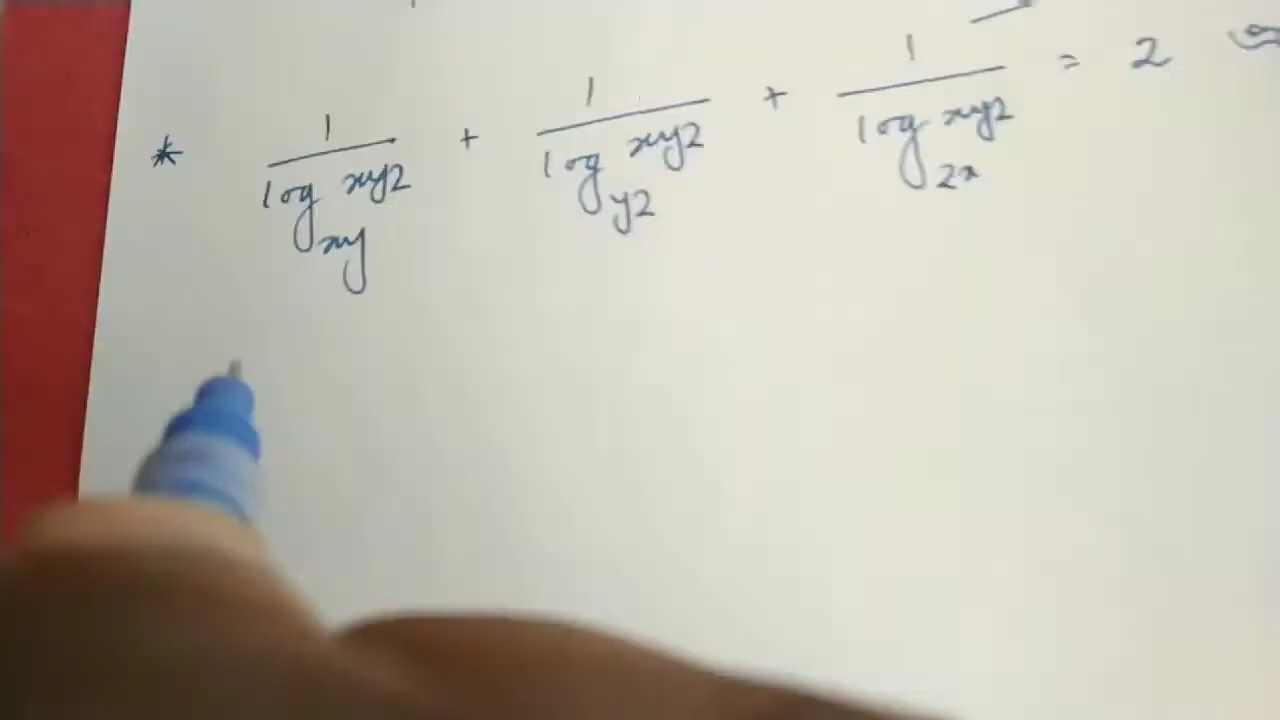 * 1/(log_xy xyz) + 1/(log_yz xyz) + 1/(log_zx xyz) = 2